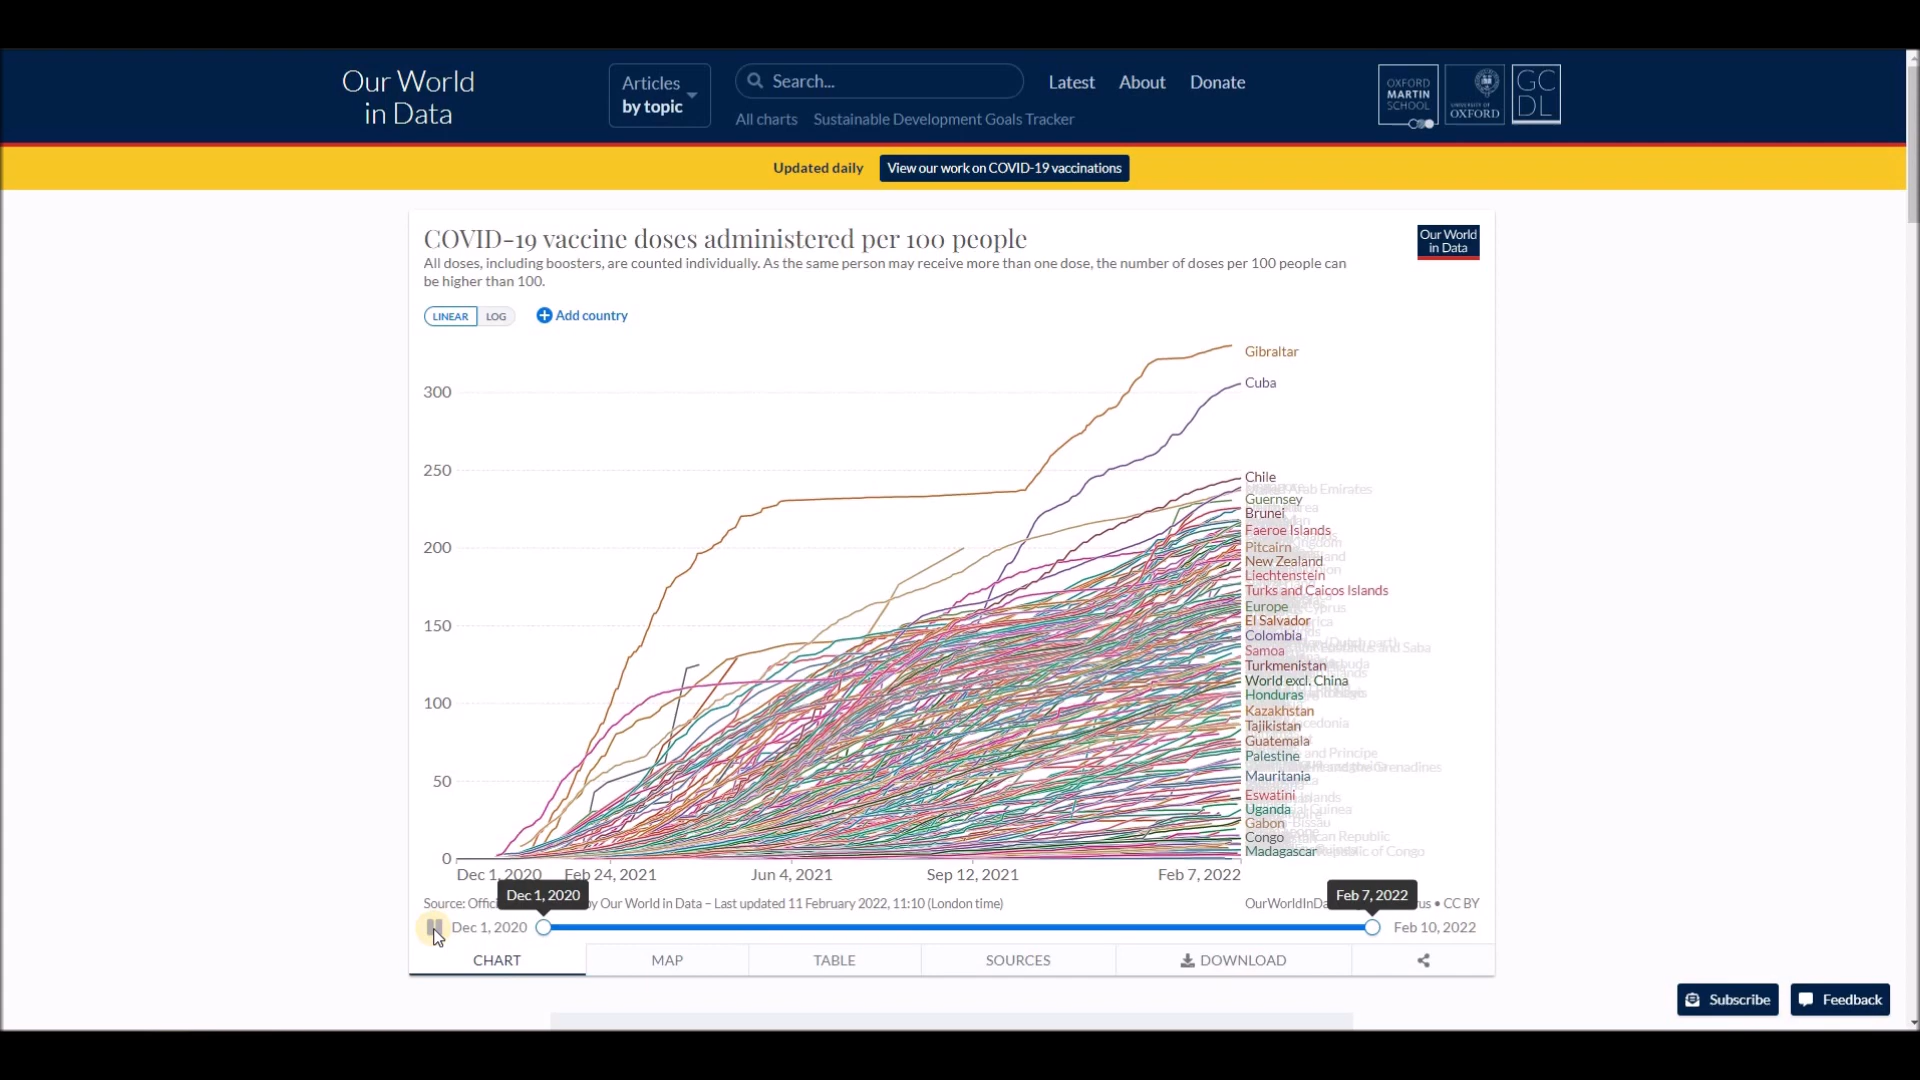 Our World
in Data
Articles
by topic
Search...
Latest
About
Donate
All charts
Sustainable Development Goals Tracker
OXFORD
MARTIN
SCHOOL
UNIVERSITY OF
OXFORD
GC
DL
Updated daily
View our work on COVID-19 vaccinations
COVID-19 vaccine doses administered per 100 people
Our World
in Data
All doses, including boosters, are counted individually. As the same person may receive more than one dose, the number of doses per 100 people can
be higher than 100.
LINEAR
LOG
Add country
300
250
200
150
100
50
0
Gibraltar
Cuba
Chile
Guernsey
Brunei
Faeroe Islands
Pitcairn
New Zealand
Liechtenstein
Turks and Caicos Islands
Europe
El Salvador
Colombia
Samoa
Turkmenistan
World excl. China
Honduras
Kazakhstan
Tajikistan
Guatemala
Palestine
Mauritania
Eswatini
Uganda
Gabon
Congo
Madagascar
Dec 1, 2020
Feb 24, 2021
Jun 4, 2021
Sep 12, 2021
Feb 7, 2022
Dec 1, 2020
Feb 7, 2022
Source: by Our World in Data – Last updated 11 February 2022, 11:10 (London time)
• CC BY
Dec 1, 2020
Feb 10, 2022
CHART
MAP
TABLE
SOURCES
DOWNLOAD
Subscribe
Feedback